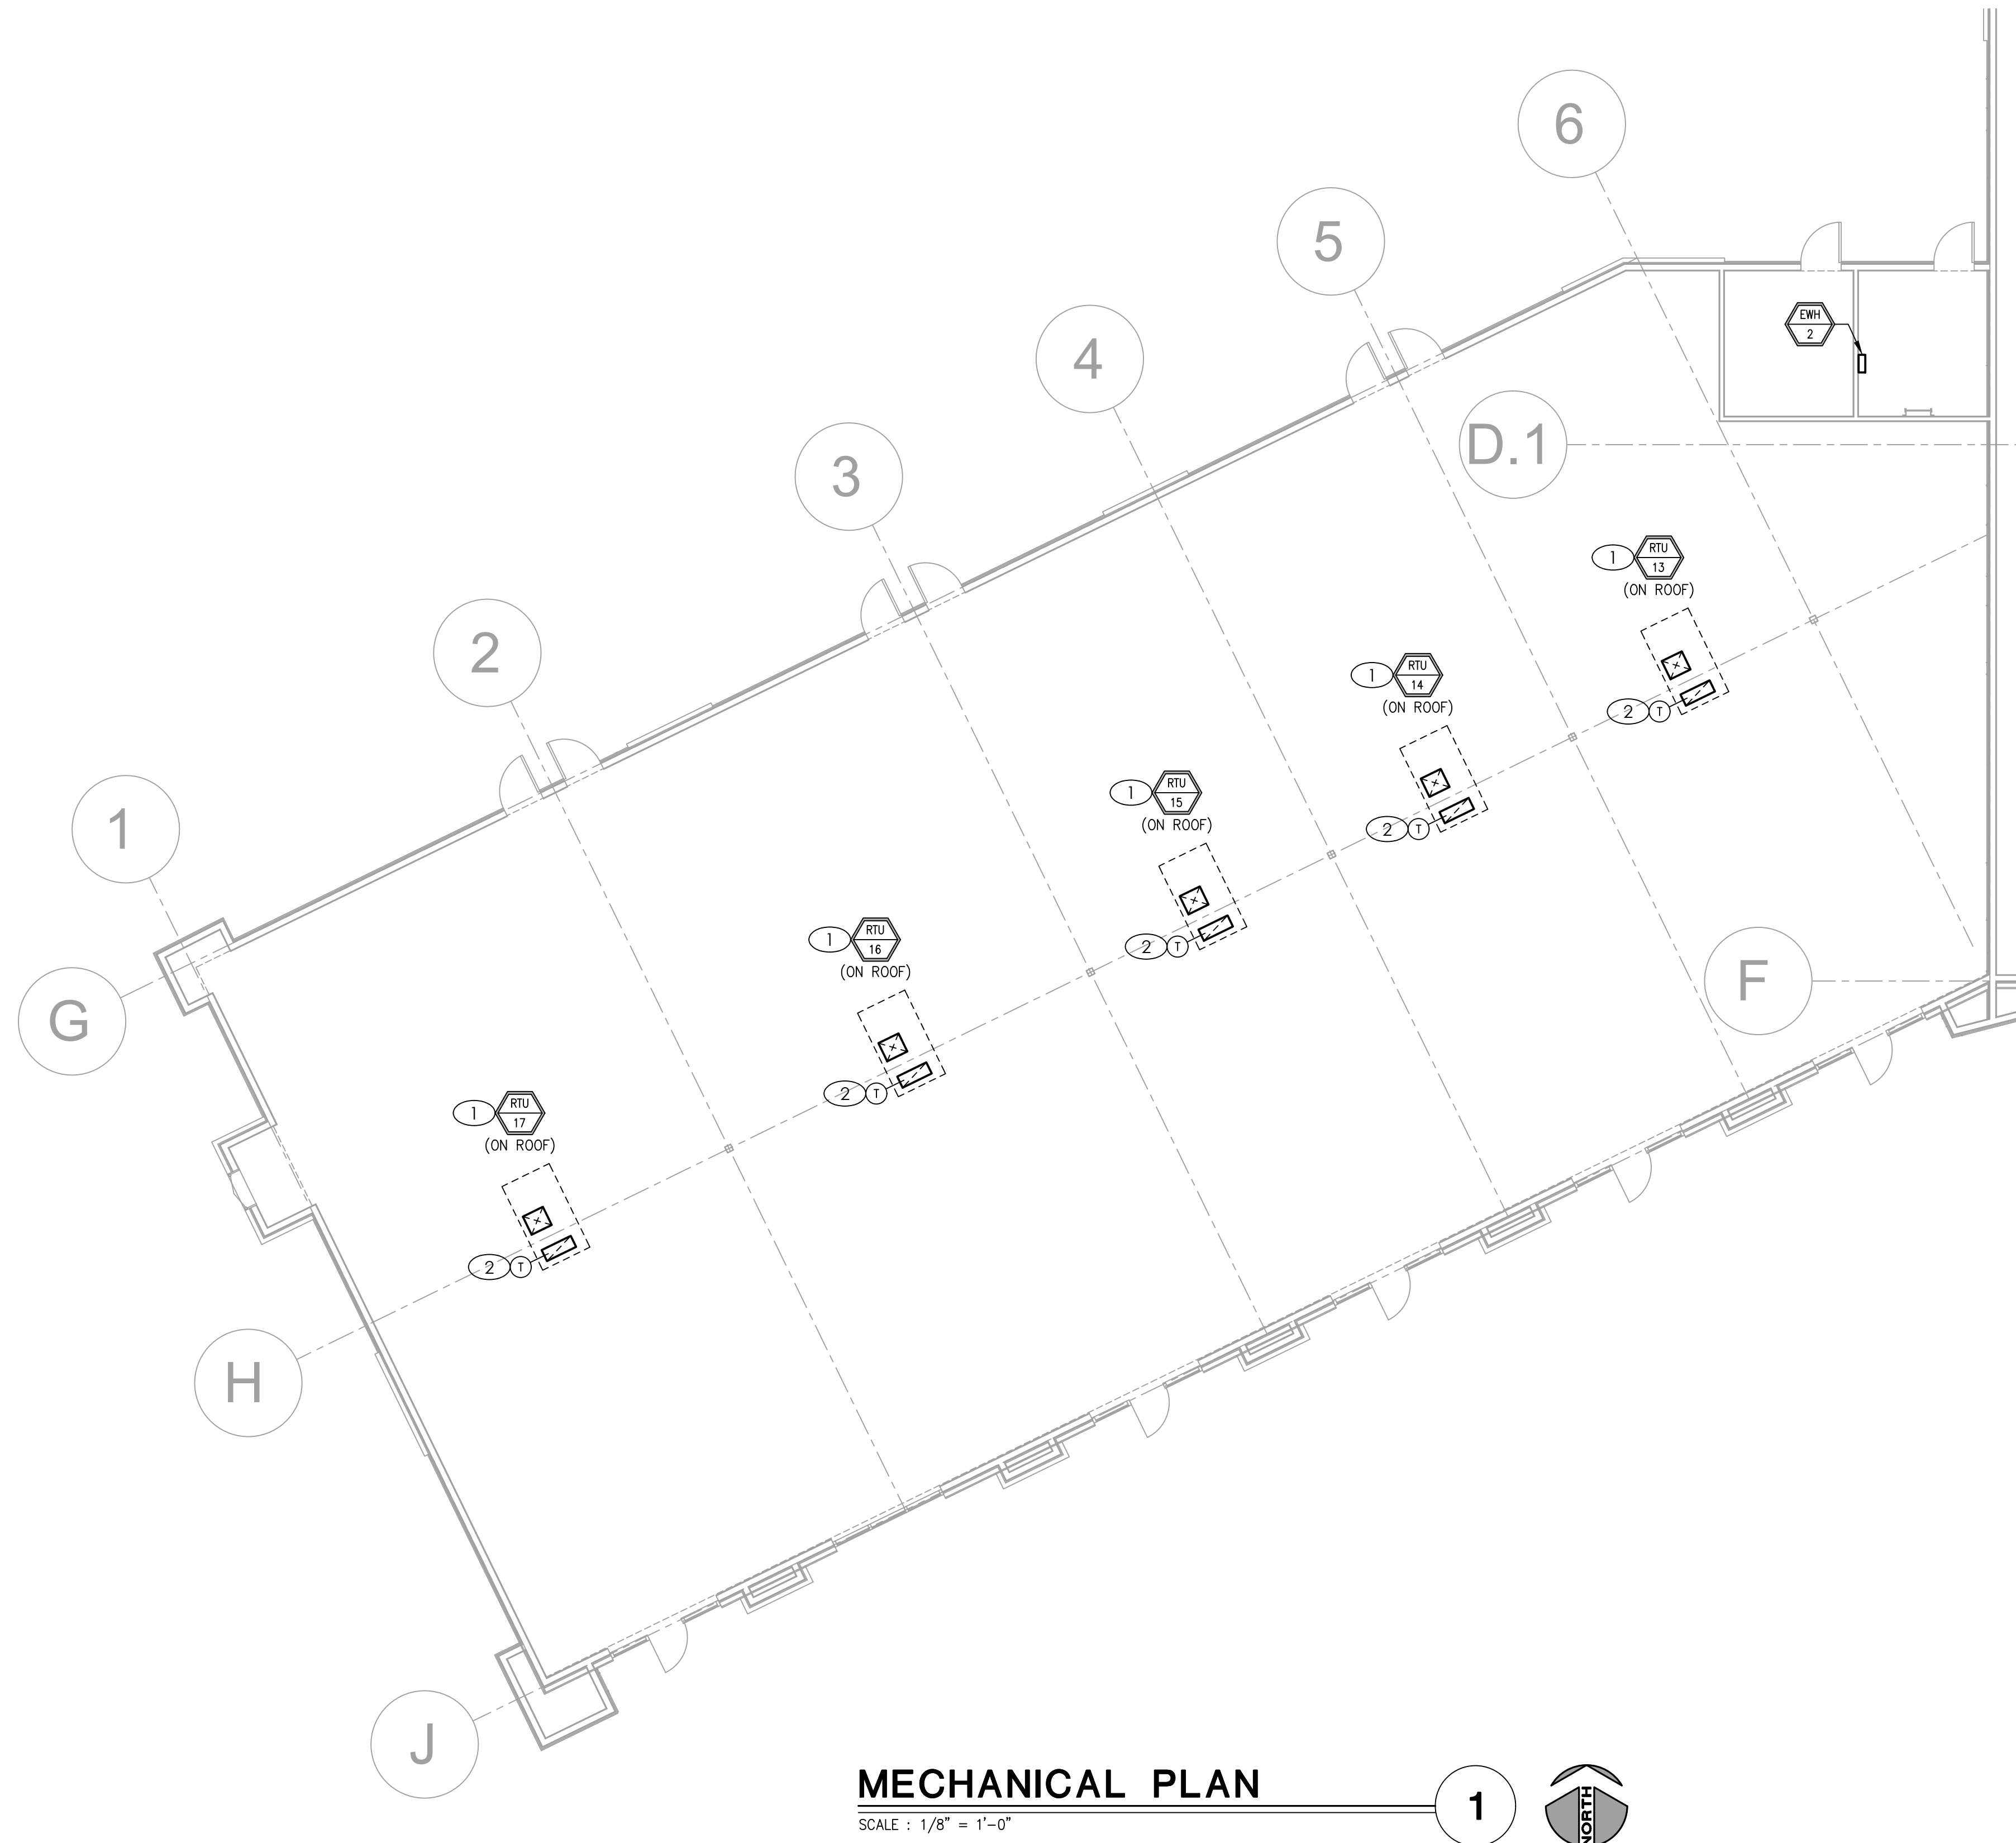 6
5
EWH
2
4
D.1
3
1
RTU
13
(ON ROOF)
2
1
RTU
14
(ON ROOF)
2 T
1
RTU
15
(ON ROOF)
2 T
1
1
RTU
16
(ON ROOF)
2 T
F
G
2 T
1
RTU
17
(ON ROOF)
2 T
H
J
MECHANICAL PLAN
1
NORTH
SCALE : 1/8" = 1'-0"